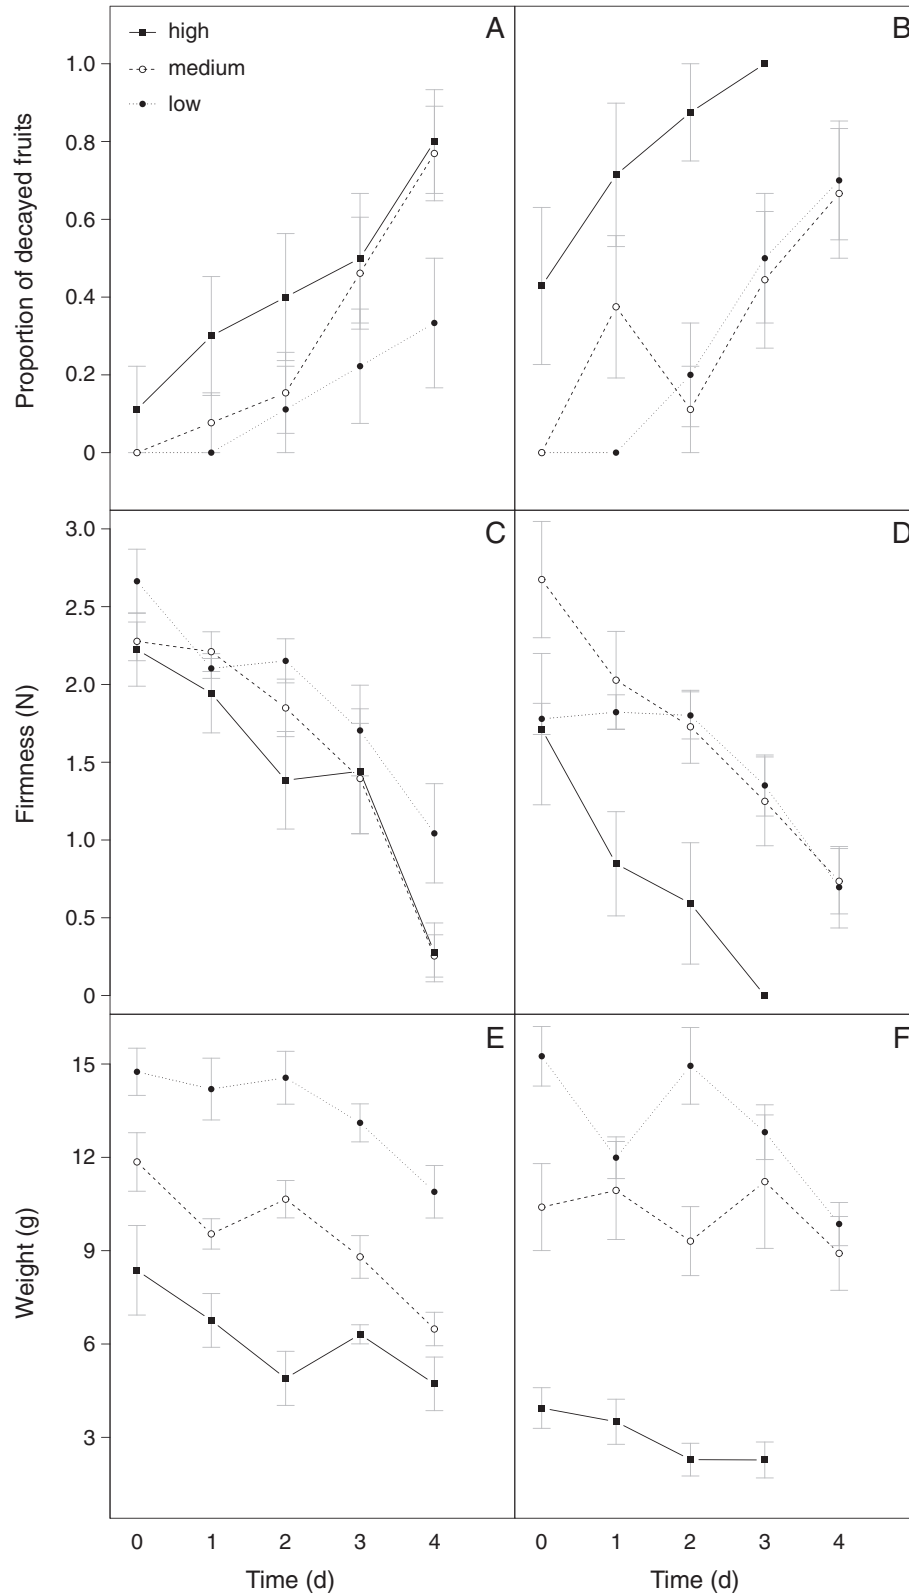 A
B
high
medium
low
Proportion of decayed fruits
1.0
0.8
0.6
0.4
0.2
0
C
D
Firmness (N)
3.0
2.5
2.0
1.5
1.0
0.5
0
E
F
Weight (g)
15
12
9
6
3
0 1 2 3 4
0 1 2 3 4
Time (d)
Time (d)